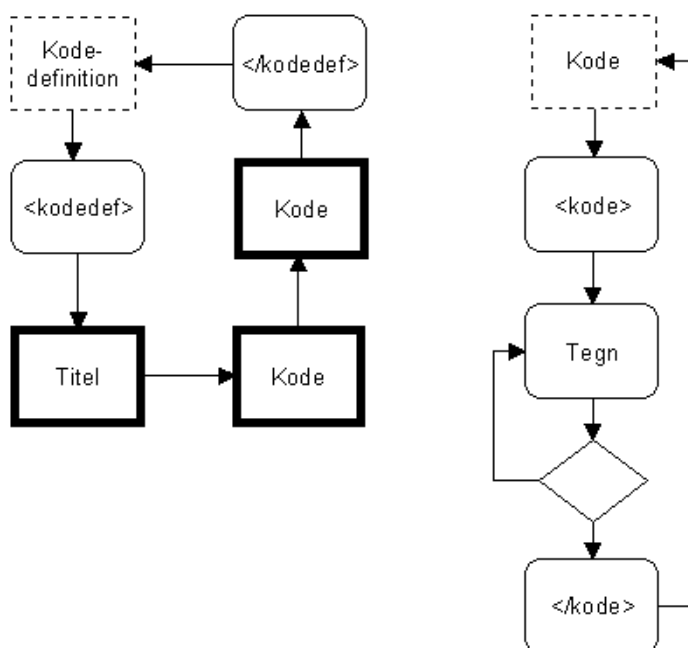 Kode-
definition
</kodedef>
<kodedef>
Kode
Titel
Kode
Kode
<kode>
Tegn
</kode>